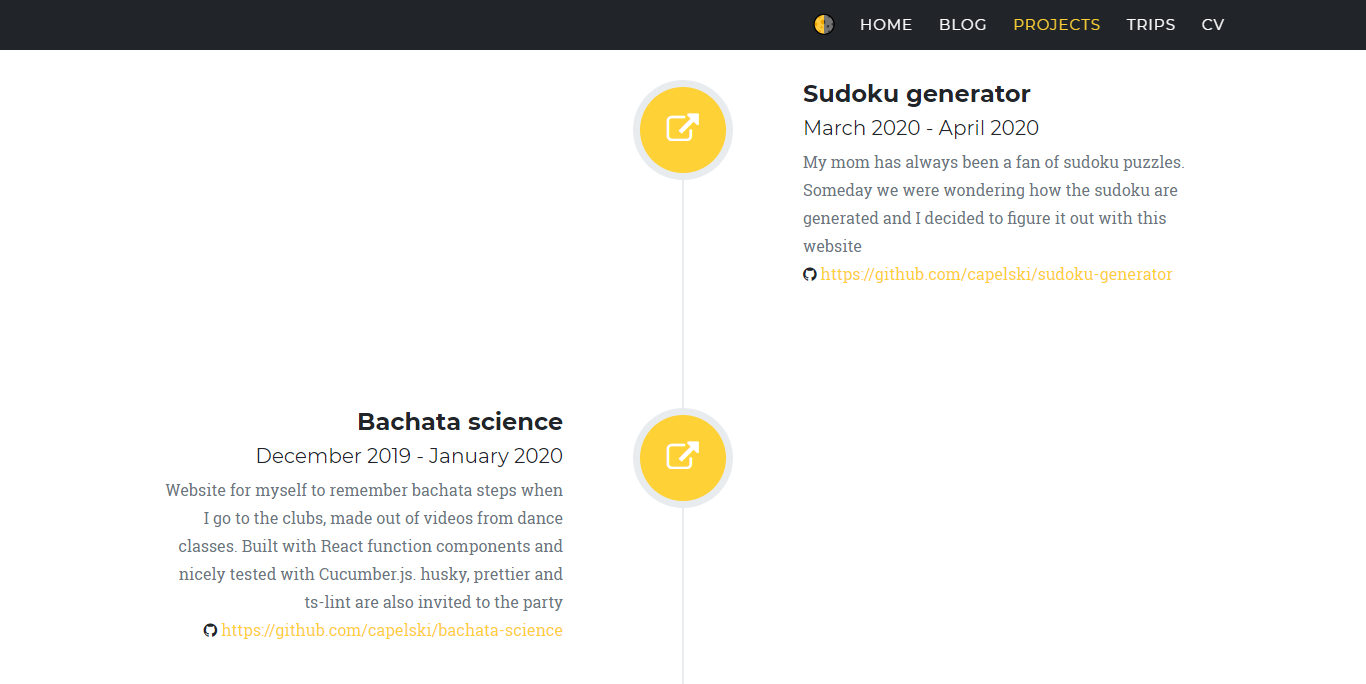 HOME BLOG PROJECTS TRIPS CV
Sudoku generator
March 2020 - April 2020
My mom has always been a fan of sudoku puzzles.
Someday we were wondering how the sudoku are
generated and I decided to figure it out with this
website
https://github.com/capelski/sudoku-generator
Bachata science
December 2019 - January 2020
Website for myself to remember bachata steps when
I go to the clubs, made out of videos from dance
classes. Built with React function components and
nicely tested with Cucumber.js. husky, prettier and
ts-lint are also invited to the party
https://github.com/capelski/bachata-science